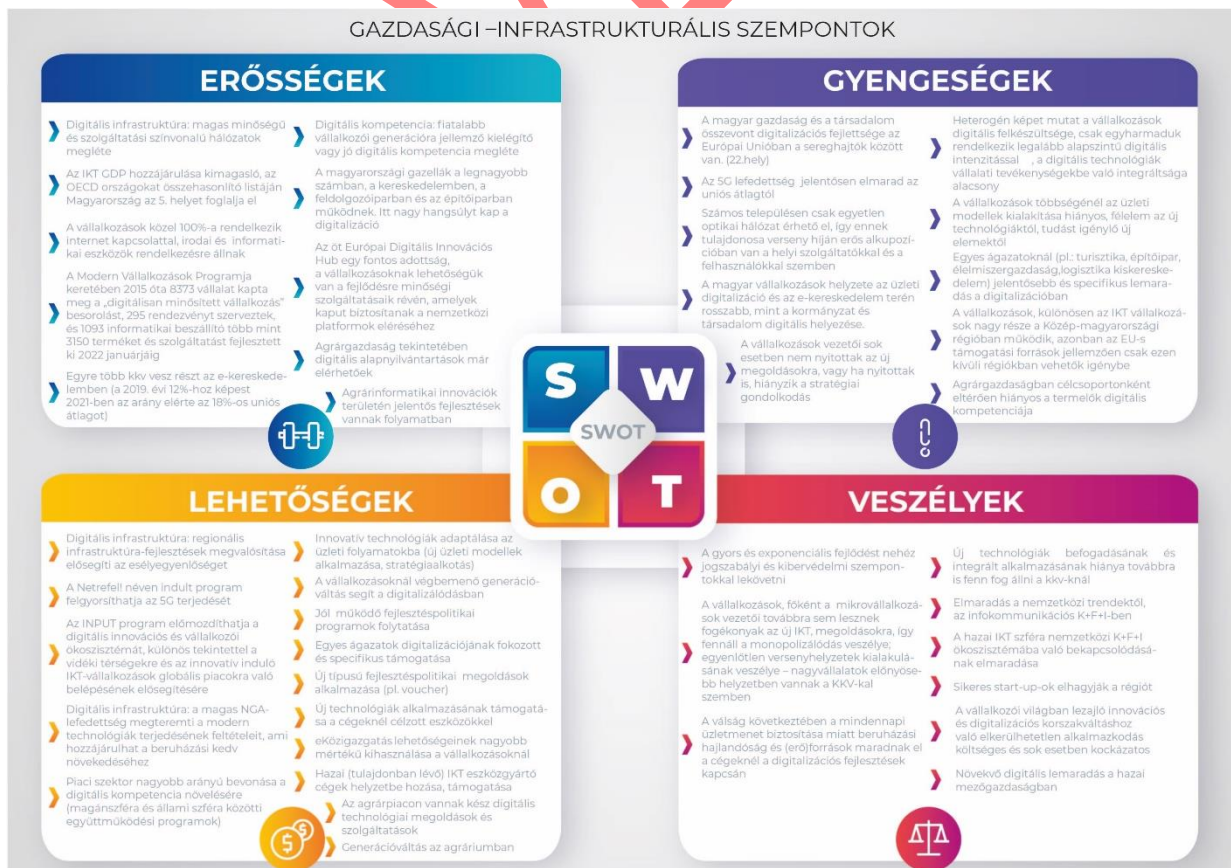 GAZDASÁGI –INFRASTRUKTURÁLIS SZEMPONTOK
ERŐSSÉGEK
Digitális infrastruktúra: magas minőségű
és szolgáltatási színvonalú hálózatok
megléte
Az IKT GDP hozzájárulása kimagasló, az
OECD országokat összehasonlító listáján
Magyarország az 5. helyet foglalja el
A vállalkozások közel 100%-a rendelkezik
internet kapcsolattal, irodai és informati-
kai eszközök rendelkezésre állnak
A Modern Vállalkozások Programja
keretében 2015 óta 8373 vállalat kapta
meg a „digitálisan minősített vállalkozás”
besorolást, 295 rendezvényt szerveztek,
és 1093 informatikai beszállító több mint
3150 terméket és szolgáltatást fejlesztett
ki 2022 januárjáig
Egyre több kkv vesz részt az e-kereskede-
lemben (a 2019. évi 12%-hoz képest
2021-ben az arány elérte az 18%-os uniós
átlagot)
Digitális kompetencia: fiatalabb
vállalkozói generációra jellemző kielégítő
vagy jó digitális kompetencia megléte
A magyarországi gazellák a legnagyobb
számban, a kereskedelemben, a
feldolgozóiparban és az építőiparban
működnek. Itt nagy hangsúlyt kap a
digitalizáció
Az öt Európai Digitális Innovációs
Hub egy fontos adottság,
a vállalkozásoknak lehetőségük
van a fejlődésre minőségi
szolgáltatásaik révén, amelyek
kaput biztosítanak a nemzetközi
platformok eléréséhez
Agrárgazdaság tekintetében
digitális alapnyilvántartások már
elérhetőek
Agrárinformatikai innovációk
területén jelentős fejlesztések
vannak folyamatban
GYENGESÉGEK
A magyar gazdaság és a társadalom
összevont digitalizációs fejlettsége az
Európai Unióban a sereghajtók között
van. (22.hely)
Az 5G lefedettség jelentősen elmarad az
uniós átlagtól
Számos településen csak egyetlen
optikai hálózat érhető el, így ennek
tulajdonosa verseny híján erős alkupozí-
cióban van a helyi szolgáltatókkal és a
felhasználókkal szemben
A magyar vállalkozások helyzete az üzleti
digitalizáció és az e-kereskedelem terén
rosszabb, mint a kormányzat és
társadalom digitális helyezése.
A vállalkozások vezetői sok
esetben nem nyitottak az új
megoldásokra, vagy ha nyitottak
is, hiányzik a stratégiai
gondolkodás
Heterogén képet mutat a vállalkozások
digitális felkészültsége, csak egyharmaduk
rendelkezik legalább alapszintű digitális
intenzitással , a digitális technológiák
vállalati tevékenységekbe való integráltsága
alacsony
A vállalkozások többségénél az üzleti
modellek kialakítása hiányos, félelem az új
technológiáktól, tudást igénylő új
elemektől
Egyes ágazatoknál (pl.: turisztika, építőipar,
élelmiszergazdaság,logisztika kiskereske-
delem) jelentősebb és specifikus lemara-
dás a digitalizációban
A vállalkozások, különösen az IKT vállalkozá-
sok nagy része a Közép-magyarországi
régióban működik, azonban az EU-s
támogatási források jellemzően csak ezen
kívüli régiókban vehetők igénybe
Agrárgazdaságban célcsoportonként
eltérően hiányos a termelők digitális
kompetenciája
S
W
SWOT
O
T
LEHETŐSÉGEK
Digitális infrastruktúra: regionális
infrastruktúra-fejlesztések megvalósítása
elősegíti az esélyegyenlőséget
A Netrefel! néven indult program
felgyorsíthatja az 5G terjedését
Az INPUT program előmozdíthatja a
digitális innovációs és vállalkozói
ökoszisztémát, különös tekintettel a
vidéki térségekre és az innovatív induló
IKT-vállalkozások globális piacokra való
belépésének elősegítésére
Digitális infrastruktúra: a magas NGA-
lefedettség megteremti a modern
technológiák terjedésének feltételeit, ami
hozzájárulhat a beruházási kedv
növekedéséhez
Piaci szektor nagyobb arányú bevonása a
digitális kompetencia növelésére
(magánszféra és állami szféra közötti
együttműködési programok)
Innovatív technológiák adaptálása az
üzleti folyamatokba (új üzleti modellek
alkalmazása, stratégiaalkotás)
A vállalkozásoknál végbemenő generáció-
váltás segít a digitalizálódásban
Jól működő fejlesztéspolitikai
programok folytatása
Egyes ágazatok digitalizációjának fokozott
és specifikus támogatása
Új típusú fejlesztéspolitikai megoldások
alkalmazása (pl. voucher)
Új technológiák alkalmazásának támogatá-
sa a cégeknél célzott eszközökkel
eKözigazgatás lehetőségeinek nagyobb
mértékű kihasználása a vállalkozásoknál
Hazai (tulajdonban lévő) IKT eszközgyártó
cégek helyzetbe hozása, támogatása
Az agrárpiacon vannak kész digitális
technológiai megoldások és
szolgáltatások
Generációváltás az agráriumban
VESZÉLYEK
A gyors és exponenciális fejlődést nehéz
jogszabályi és kibervédelmi szempon-
tokkal lekövetni
A vállalkozások, főként a mikrovállalkozá-
sok vezetői továbbra sem lesznek
fogékonyak az új IKT, megoldásokra, így
fennáll a monopolizálódás veszélye;
egyenlőtlen versenyhelyzetek kialakulá-
sának veszélye – nagyvállalatok előnyöse-
bb helyzetben vannak a KKV-kal
szemben
A válság következtében a mindennapi
üzletmenet biztosítása miatt beruházási
hajlandóság és (erő)források maradnak el
a cégeknél a digitalizációs fejlesztések
kapcsán
Új technológiák befogadásának és
integrált alkalmazásának hiánya továbbra
is fenn fog állni a kkv-knál
Elmaradás a nemzetközi trendektől,
az infokommunikációs K+F+I-ben
A hazai IKT szféra nemzetközi K+F+I
ökoszisztémába való bekapcsolódásá-
nak elmaradása
Sikeres start-up-ok elhagyják a régiót
A vállalkozói világban lezajló innovációs
és digitalizációs korszakváltáshoz
való elkerülhetetlen alkalmazkodás
költséges és sok esetben kockázatos
Növekvő digitális lemaradás a hazai
mezőgazdaságban